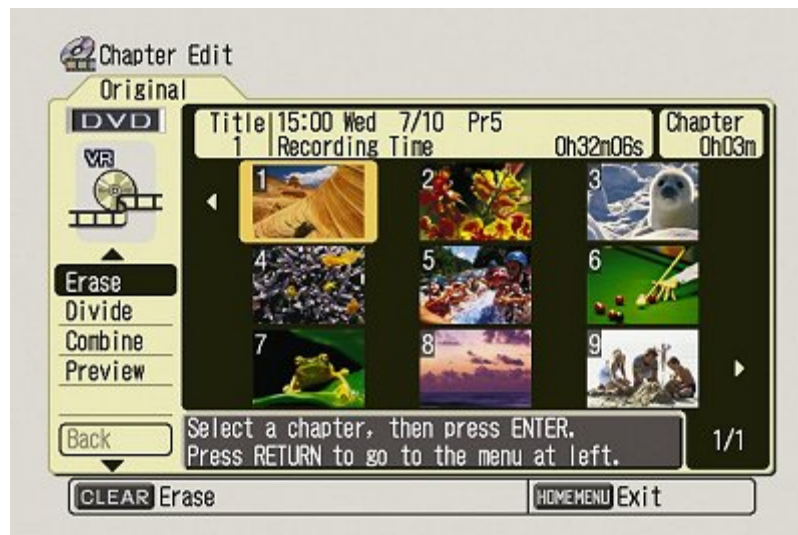 Chapter Edit
Original
DVD
VR
Title 15:00 Wed 7/10 Pr5
1 Recording Time 0h32m06s
Chapter
0h03m
1
2
3
4
5
6
7
8
9
Erase
Divide
Combine
Preview
Back
Select a chapter, then press ENTER.
Press RETURN to go to the menu at left.
1/1
CLEAR Erase
HOMEMENU Exit